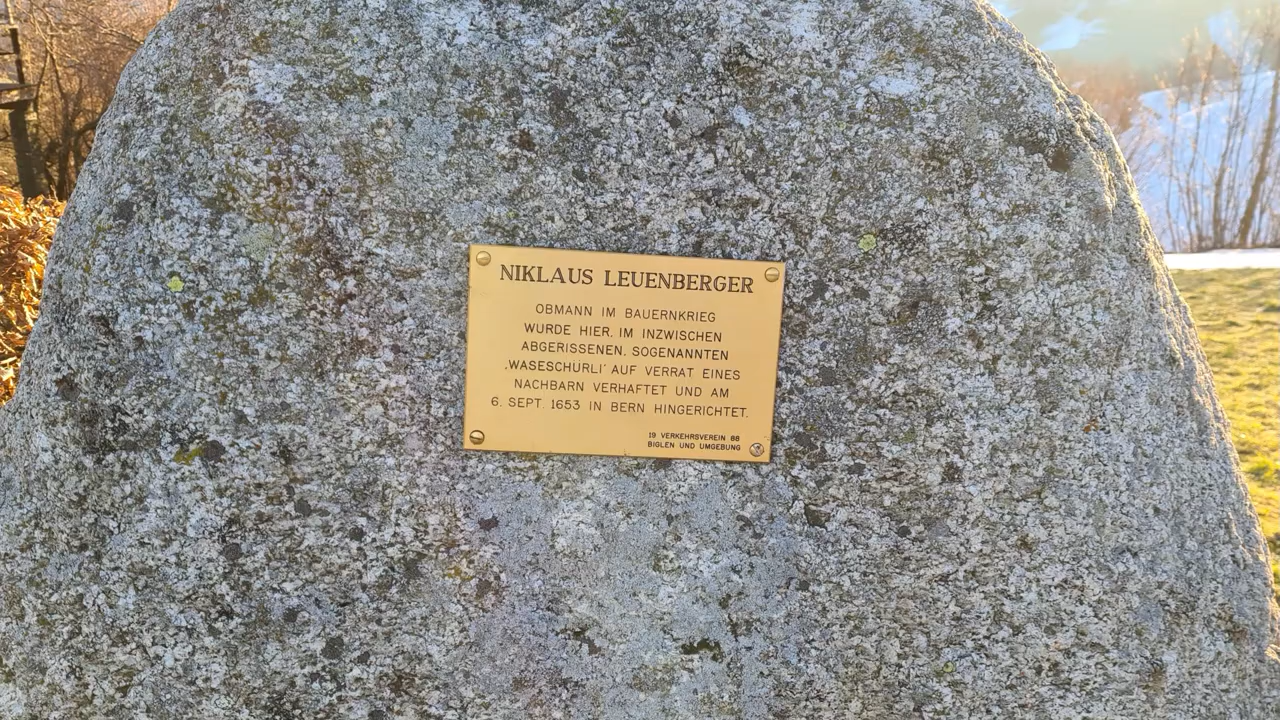 NIKLAUS LEUENBERGER
OBMANN IM BAUERNKRIEG
WURDE HIER, IM INZWISCHEN
ABGERISSENEN, SOGENANNTEN
‚WASESCHÜRLI' AUF VERRAT EINES
NACHBARN VERHAFTET UND AM
6. SEPT. 1653 IN BERN HINGERICHTET.
19 VERKEHRSVEREIN 88
BIGLEN UND UMGEBUNG